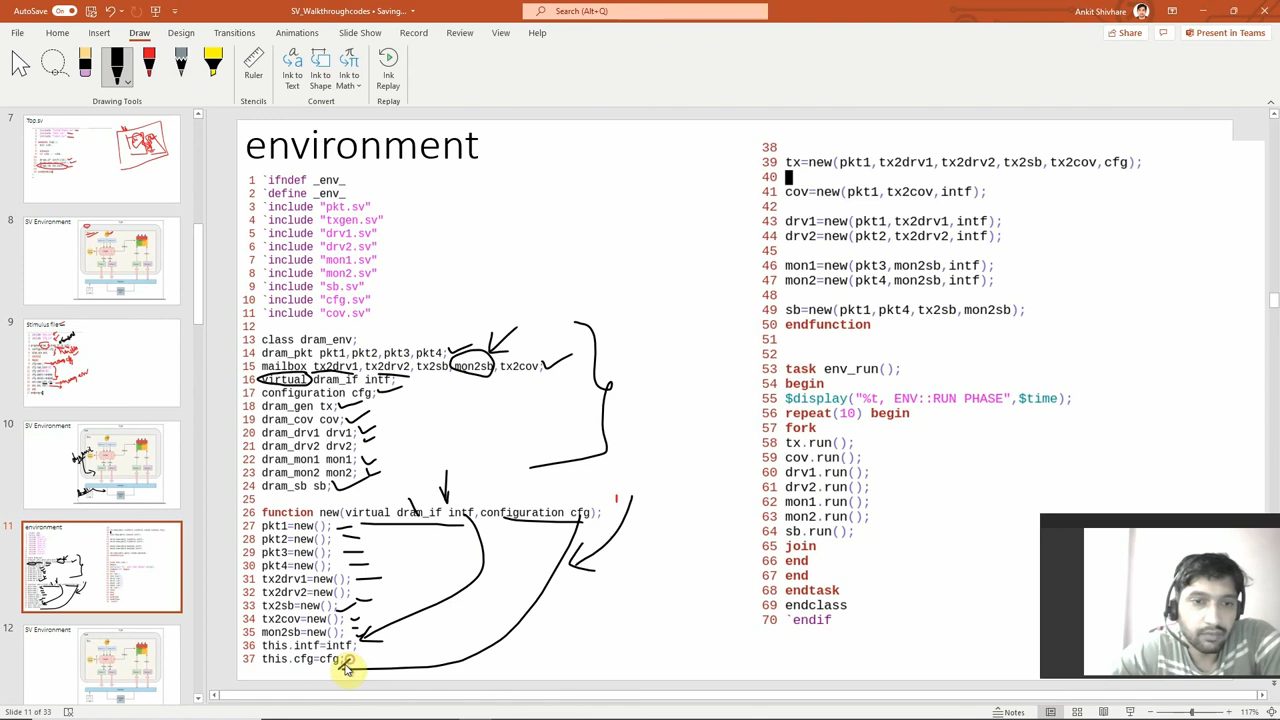 AutoSave On SV_Walkthroughcodes • Saving... Search (Alt+Q) Ankit Shivhare
File Home Insert Draw Design Transitions Animations Slide Show Record Review View Help Share Present in Teams
Ruler Ink to Text Ink to Shape Ink to Math Ink Replay
Drawing Tools Stencils Convert Replay
7
Top.sv
8
SV Environment
9
Stimulus file
10
SV Environment
11
environment
12
SV Environment
environment
1 `ifndef _env_
2 `define _env_
3 `include "pkt.sv"
4 `include "txgen.sv"
5 `include "drv1.sv"
6 `include "drv2.sv"
7 `include "mon1.sv"
8 `include "mon2.sv"
9 `include "sb.sv"
10 `include "cfg.sv"
11 `include "cov.sv"
12
13 class dram_env;
14 dram_pkt pkt1,pkt2,pkt3,pkt4;
15 mailbox tx2drv1,tx2drv2,tx2sb,mon2sb,tx2cov;
16 virtual dram_if intf;
17 configuration cfg;
18 dram_gen tx;
19 dram_cov cov;
20 dram_drv1 drv1;
21 dram_drv2 drv2;
22 dram_mon1 mon1;
23 dram_mon2 mon2;
24 dram_sb sb;
25
26 function new(virtual dram_if intf,configuration cfg);
27 pkt1=new();
28 pkt2=new();
29 pkt3=new();
30 pkt4=new();
31 tx2drv1=new();
32 tx2drv2=new();
33 tx2sb=new();
34 tx2cov=new();
35 mon2sb=new();
36 this.intf=intf;
37 this.cfg=cfg;
38
39 tx=new(pkt1,tx2drv1,tx2drv2,tx2sb,tx2cov,cfg);
40
41 cov=new(pkt1,tx2cov,intf);
42
43 drv1=new(pkt1,tx2drv1,intf);
44 drv2=new(pkt2,tx2drv2,intf);
45
46 mon1=new(pkt3,mon2sb,intf);
47 mon2=new(pkt4,mon2sb,intf);
48
49 sb=new(pkt1,pkt4,tx2sb,mon2sb);
50 endfunction
51
52
53 task env_run();
54 begin
55 $display("%t, ENV::RUN PHASE",$time);
56 repeat(10) begin
57 fork
58 tx.run();
59 cov.run();
60 drv1.run();
61 drv2.run();
62 mon1.run();
63 mon2.run();
64 sb.run();
65 join
66 end
67 end
68 endtask
69 endclass
70 `endif
Slide 11 of 33 Notes 117%